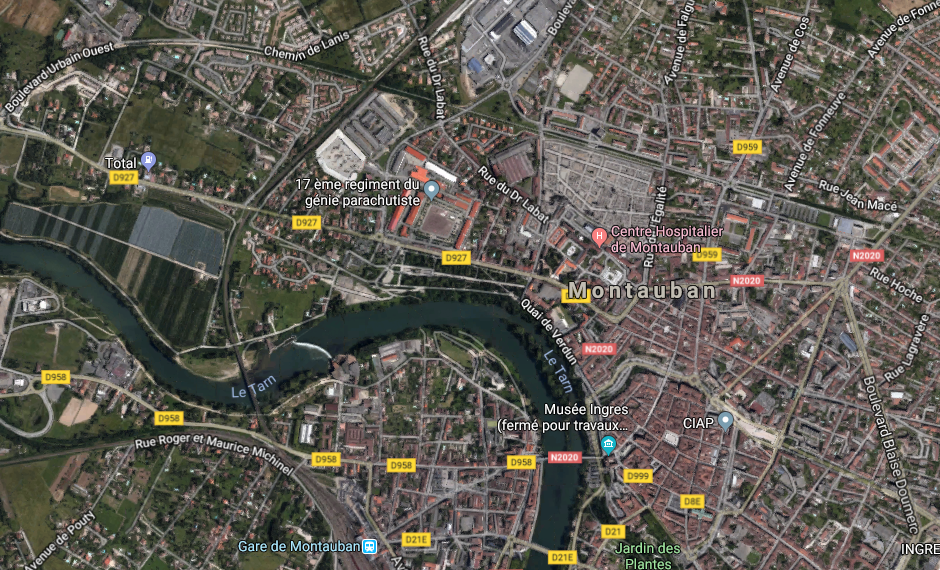 Boulevard Urbain Ouest
Chemin de Lanis
Rue du Dr Labat
Boulev
Avenue de Falgu
Avenue de Cos
Avenue de Fonne
Avenue de Fonneuve
D959
Total
D927
17 ème regiment du
génie parachutiste
Rue du Dr Labat
Rue Jean Macé
D927
Centre Hospitalier
de Montauban
Rue de l'Égalité
D959
N2020
D927
N2020
Rue Hoche
Montauban
Quai de Verdun
N2020
Rue Lagravère
Le Tarn
Le Tarn
D958
D958
Musée Ingres
(fermé pour travaux...
CIAP
Boulevard Blaise Doumerc
Rue Roger et Maurice Michinel
D958
D958
D958
N2020
D999
D8E
Avenue de Pouty
Gare de Montauban
D21E
Av
D21
D21E
Jardin des
Plantes
INGRE